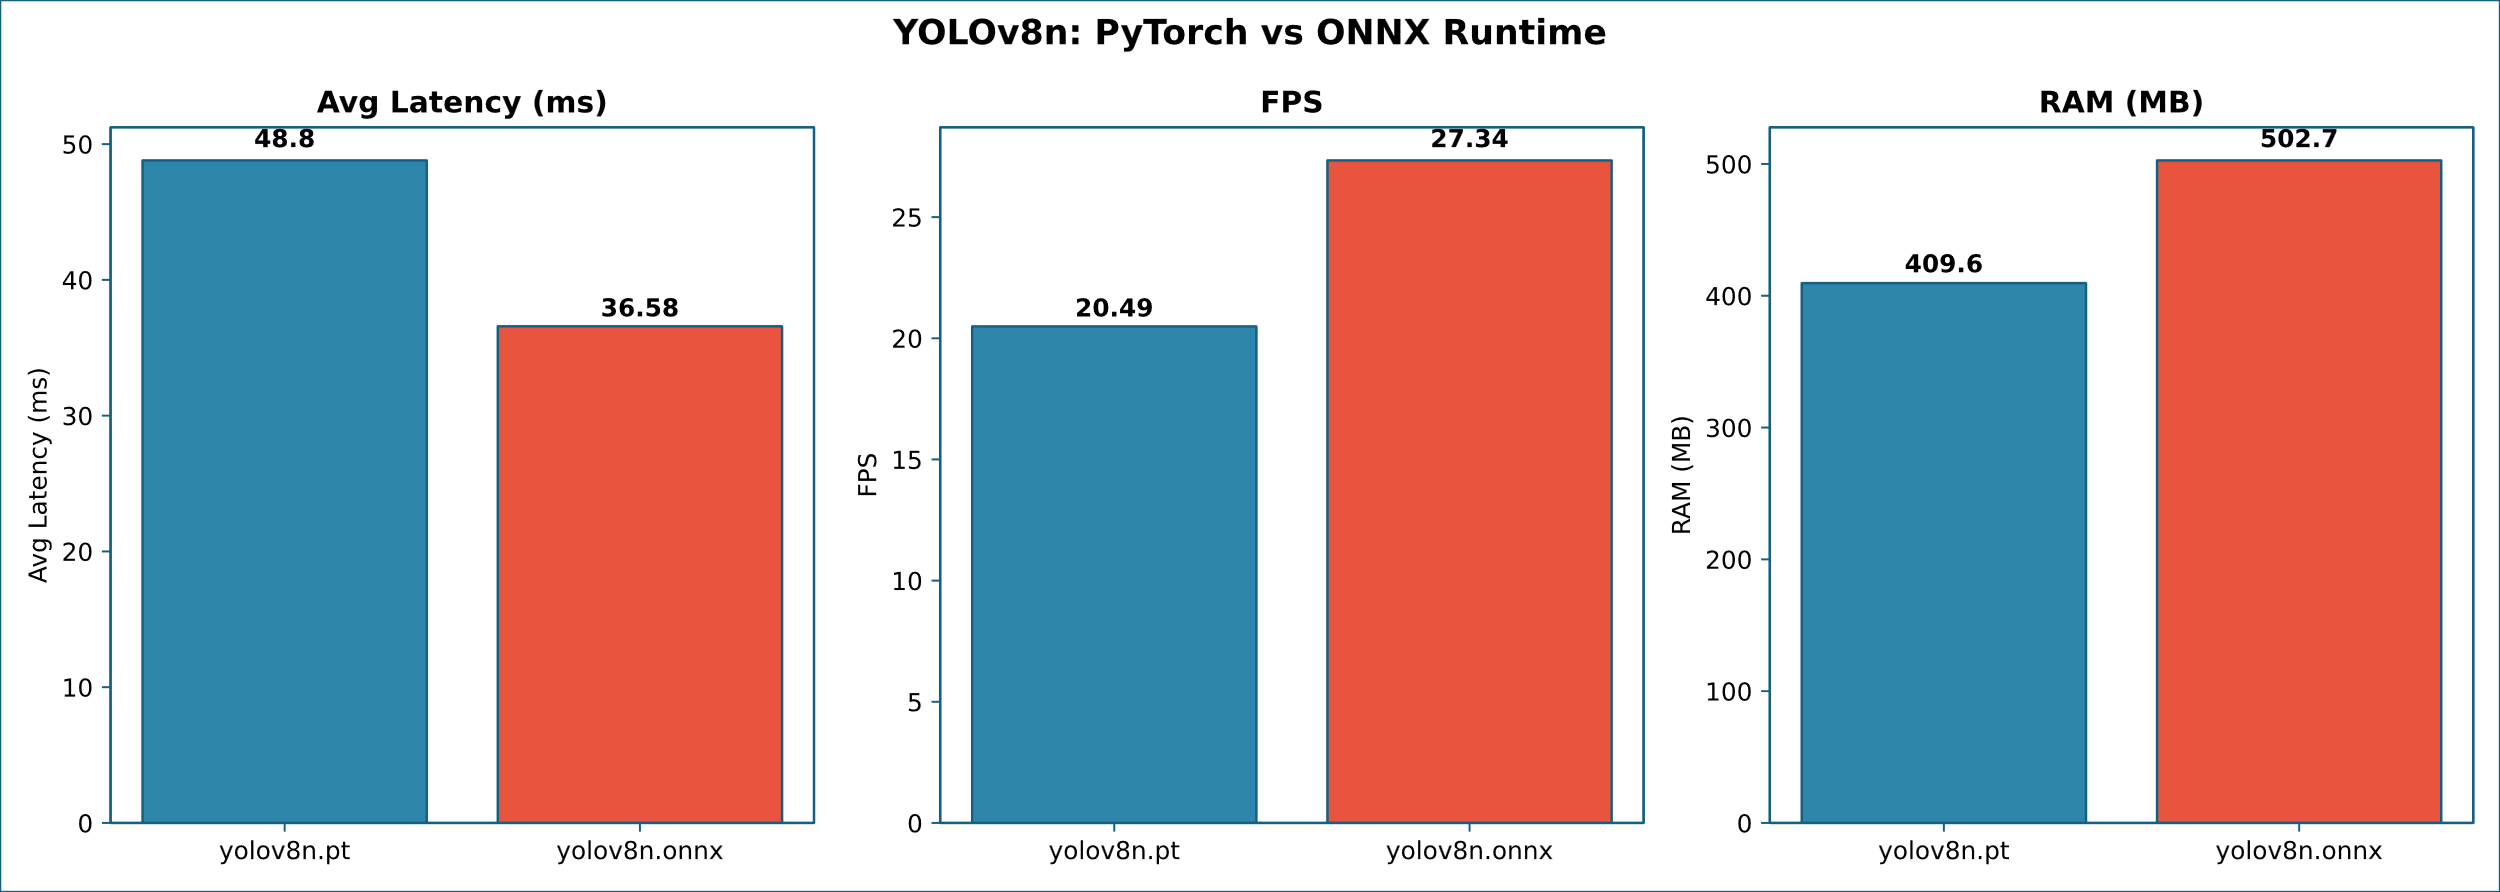 YOLOv8n: PyTorch vs ONNX Runtime
Avg Latency (ms)
Avg Latency (ms)
50
40
30
20
10
0
48.8
36.58
yolov8n.pt
yolov8n.onnx
FPS
FPS
25
20
15
10
5
0
20.49
27.34
yolov8n.pt
yolov8n.onnx
RAM (MB)
RAM (MB)
500
400
300
200
100
0
409.6
502.7
yolov8n.pt
yolov8n.onnx